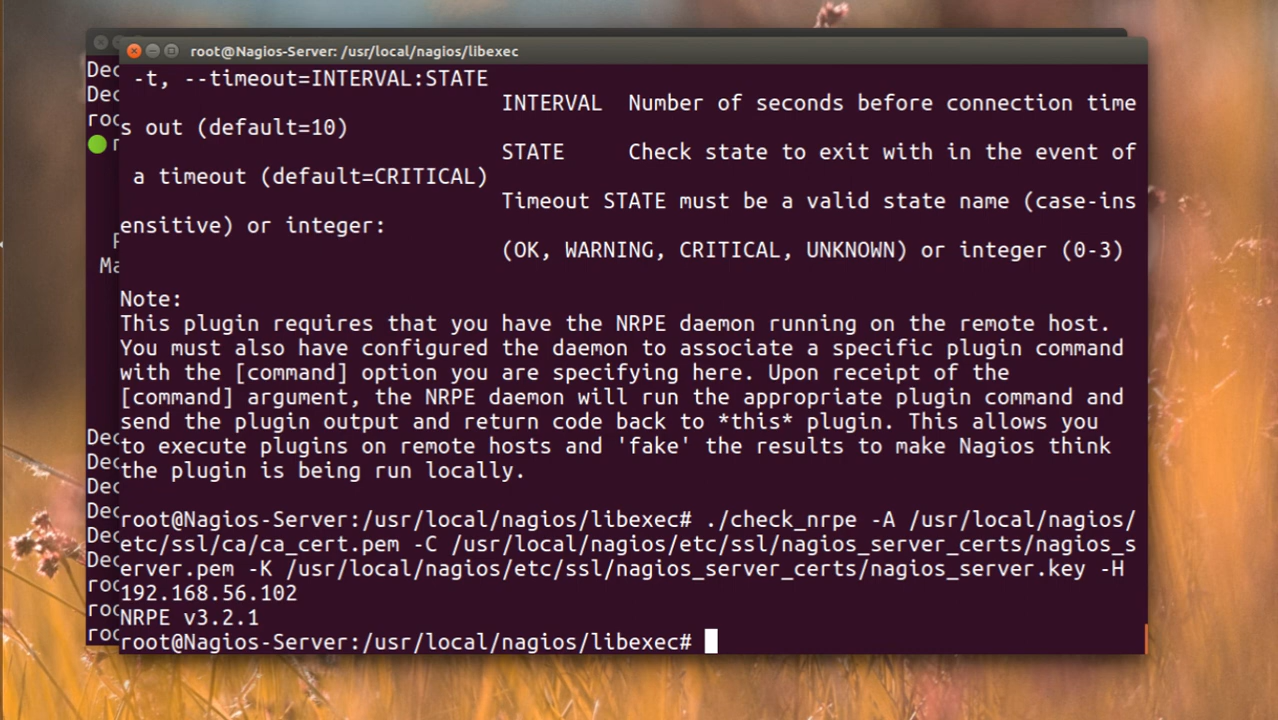 root@Nagios-Server: /usr/local/nagios/libexec
-t, --timeout=INTERVAL:STATE
INTERVAL  Number of seconds before connection time
s out (default=10)
STATE     Check state to exit with in the event of
a timeout (default=CRITICAL)
Timeout STATE must be a valid state name (case-ins
ensitive) or integer:
(OK, WARNING, CRITICAL, UNKNOWN) or integer (0-3)
Note:
This plugin requires that you have the NRPE daemon running on the remote host.
You must also have configured the daemon to associate a specific plugin command
with the [command] option you are specifying here. Upon receipt of the
[command] argument, the NRPE daemon will run the appropriate plugin command and
send the plugin output and return code back to *this* plugin. This allows you
to execute plugins on remote hosts and 'fake' the results to make Nagios think
the plugin is being run locally.
root@Nagios-Server:/usr/local/nagios/libexec# ./check_nrpe -A /usr/local/nagios/
etc/ssl/ca/ca_cert.pem -C /usr/local/nagios/etc/ssl/nagios_server_certs/nagios_s
erver.pem -K /usr/local/nagios/etc/ssl/nagios_server_certs/nagios_server.key -H
192.168.56.102
NRPE v3.2.1
root@Nagios-Server:/usr/local/nagios/libexec#
Dec
Dec
Dec
Dec
Dec
Dec
Dec
Dec